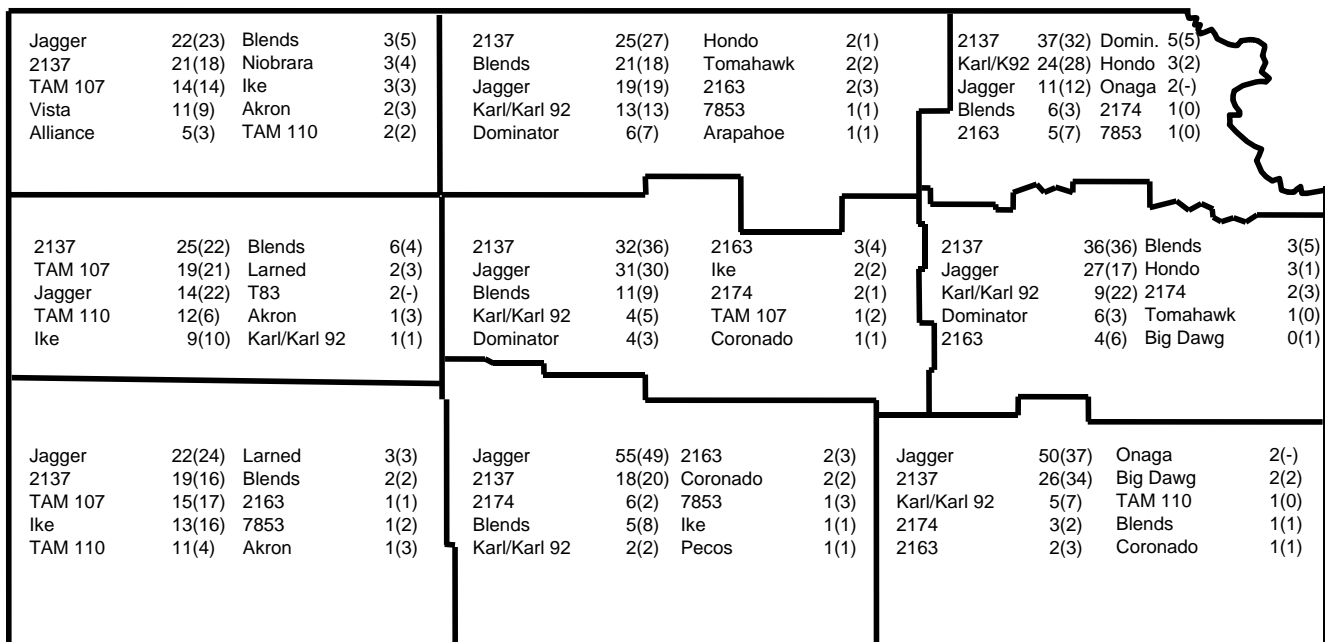 Jagger 22(23) Blends 3(5)
2137 21(18) Niobrara 3(4)
TAM 107 14(14) Ike 3(3)
Vista 11(9) Akron 2(3)
Alliance 5(3) TAM 110 2(2)
2137 25(27) Hondo 2(1)
Blends 21(18) Tomahawk 2(2)
Jagger 19(19) 2163 2(3)
Karl/Karl 92 13(13) 7853 1(1)
Dominator 6(7) Arapahoe 1(1)
2137 37(32) Domin. 5(5)
Karl/K92 24(28) Hondo 3(2)
Jagger 11(12) Onaga 2(-)
Blends 6(3) 2174 1(0)
2163 5(7) 7853 1(0)
2137 25(22) Blends 6(4)
TAM 107 19(21) Larned 2(3)
Jagger 14(22) T83 2(-)
TAM 110 12(6) Akron 1(3)
Ike 9(10) Karl/Karl 92 1(1)
2137 32(36) 2163 3(4)
Jagger 31(30) Ike 2(2)
Blends 11(9) 2174 2(1)
Karl/Karl 92 4(5) TAM 107 1(2)
Dominator 4(3) Coronado 1(1)
2137 36(36) Blends 3(5)
Jagger 27(17) Hondo 3(1)
Karl/Karl 92 9(22) 2174 2(3)
Dominator 6(3) Tomahawk 1(0)
2163 4(6) Big Dawg 0(1)
Jagger 22(24) Larned 3(3)
2137 19(16) Blends 2(2)
TAM 107 15(17) 2163 1(1)
Ike 13(16) 7853 1(2)
TAM 110 11(4) Akron 1(3)
Jagger 55(49) 2163 2(3)
2137 18(20) Coronado 2(2)
2174 6(2) 7853 1(3)
Blends 5(8) Ike 1(1)
Karl/Karl 92 2(2) Pecos 1(1)
Jagger 50(37) Onaga 2(-)
2137 26(34) Big Dawg 2(2)
Karl/Karl 92 5(7) TAM 110 1(0)
2174 3(2) Blends 1(1)
2163 2(3) Coronado 1(1)